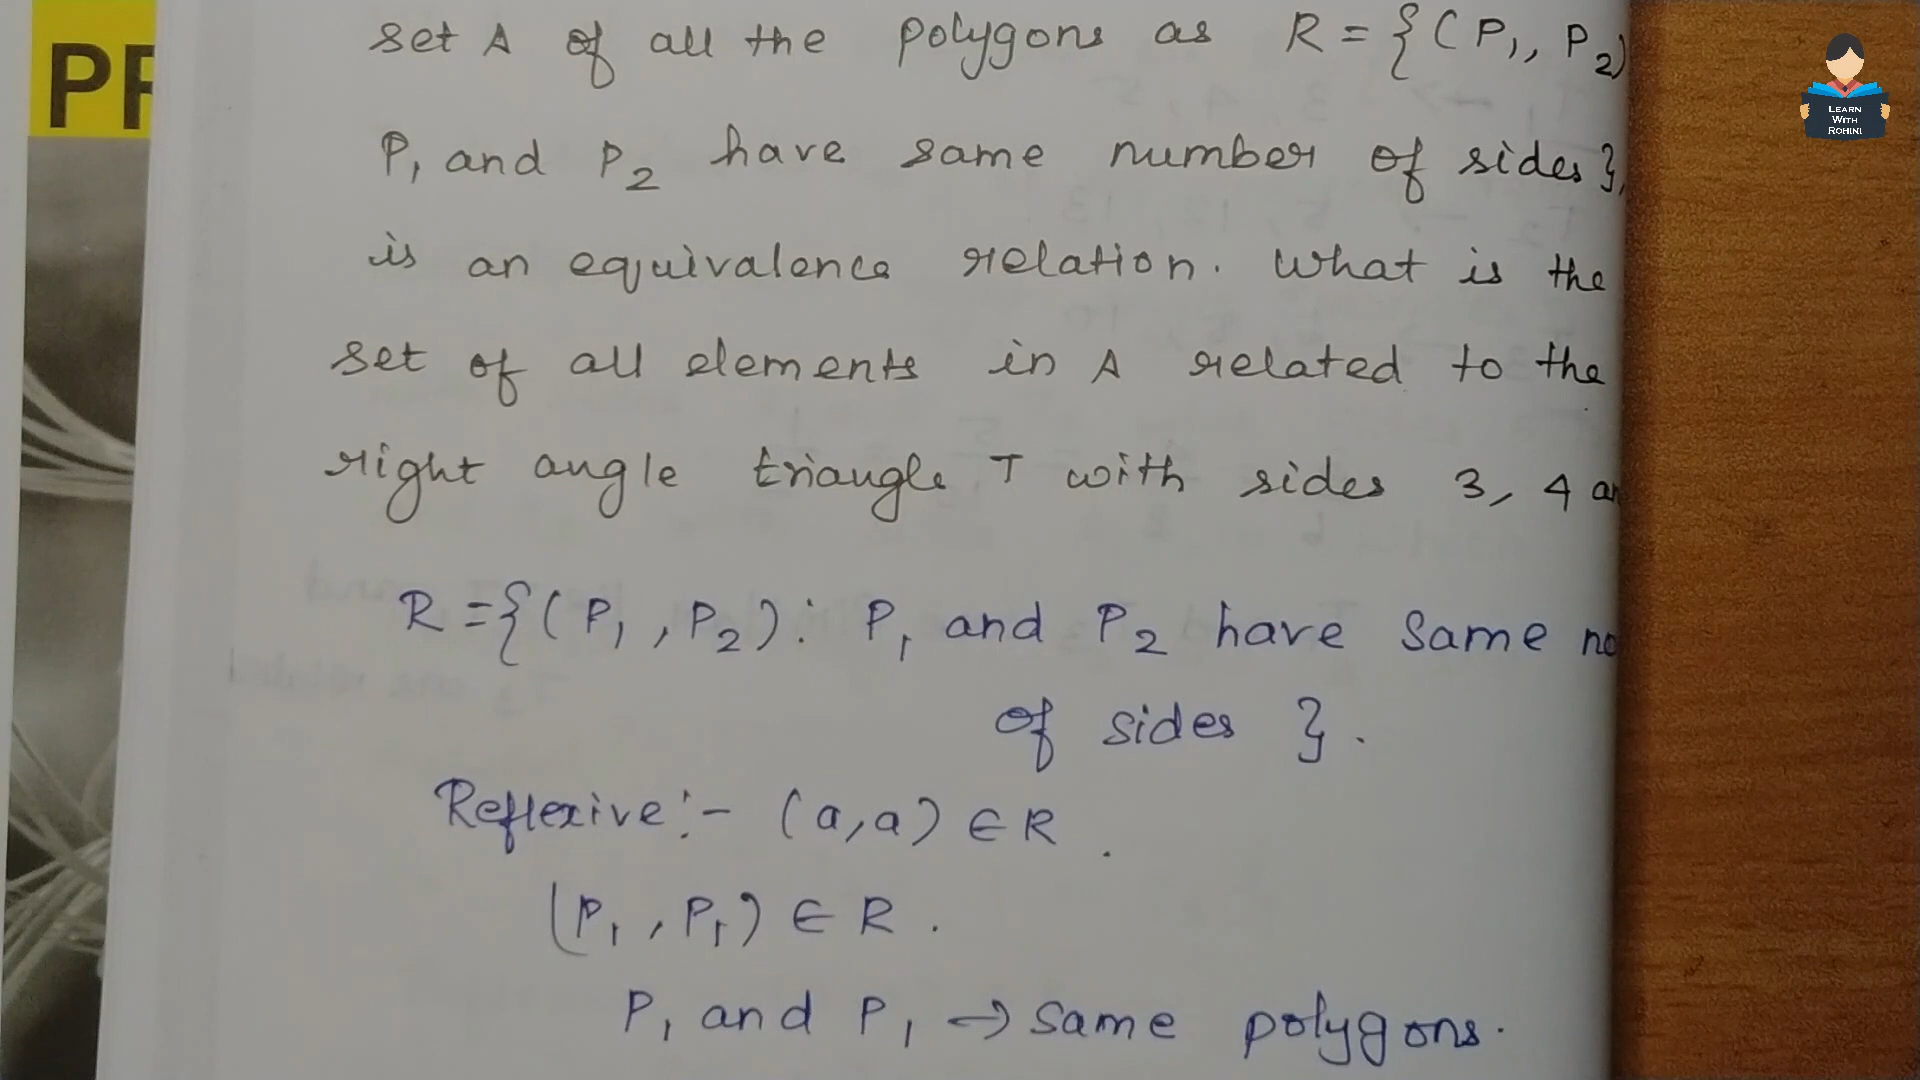 PR
set A of all the polygons as R = {(P1, P2)
P1 and P2 have same number of sides},
is an equivalence relation. What is the
set of all elements in A related to the
right angle triangle T with sides 3, 4 an
R = {(P1, P2): P1 and P2 have same no
of sides }.
Reflexive:- (a,a) ∈ R.
(P1, P1) ∈ R.
P1 and P1 → same polygons.
LEARN
WITH
ROHINI